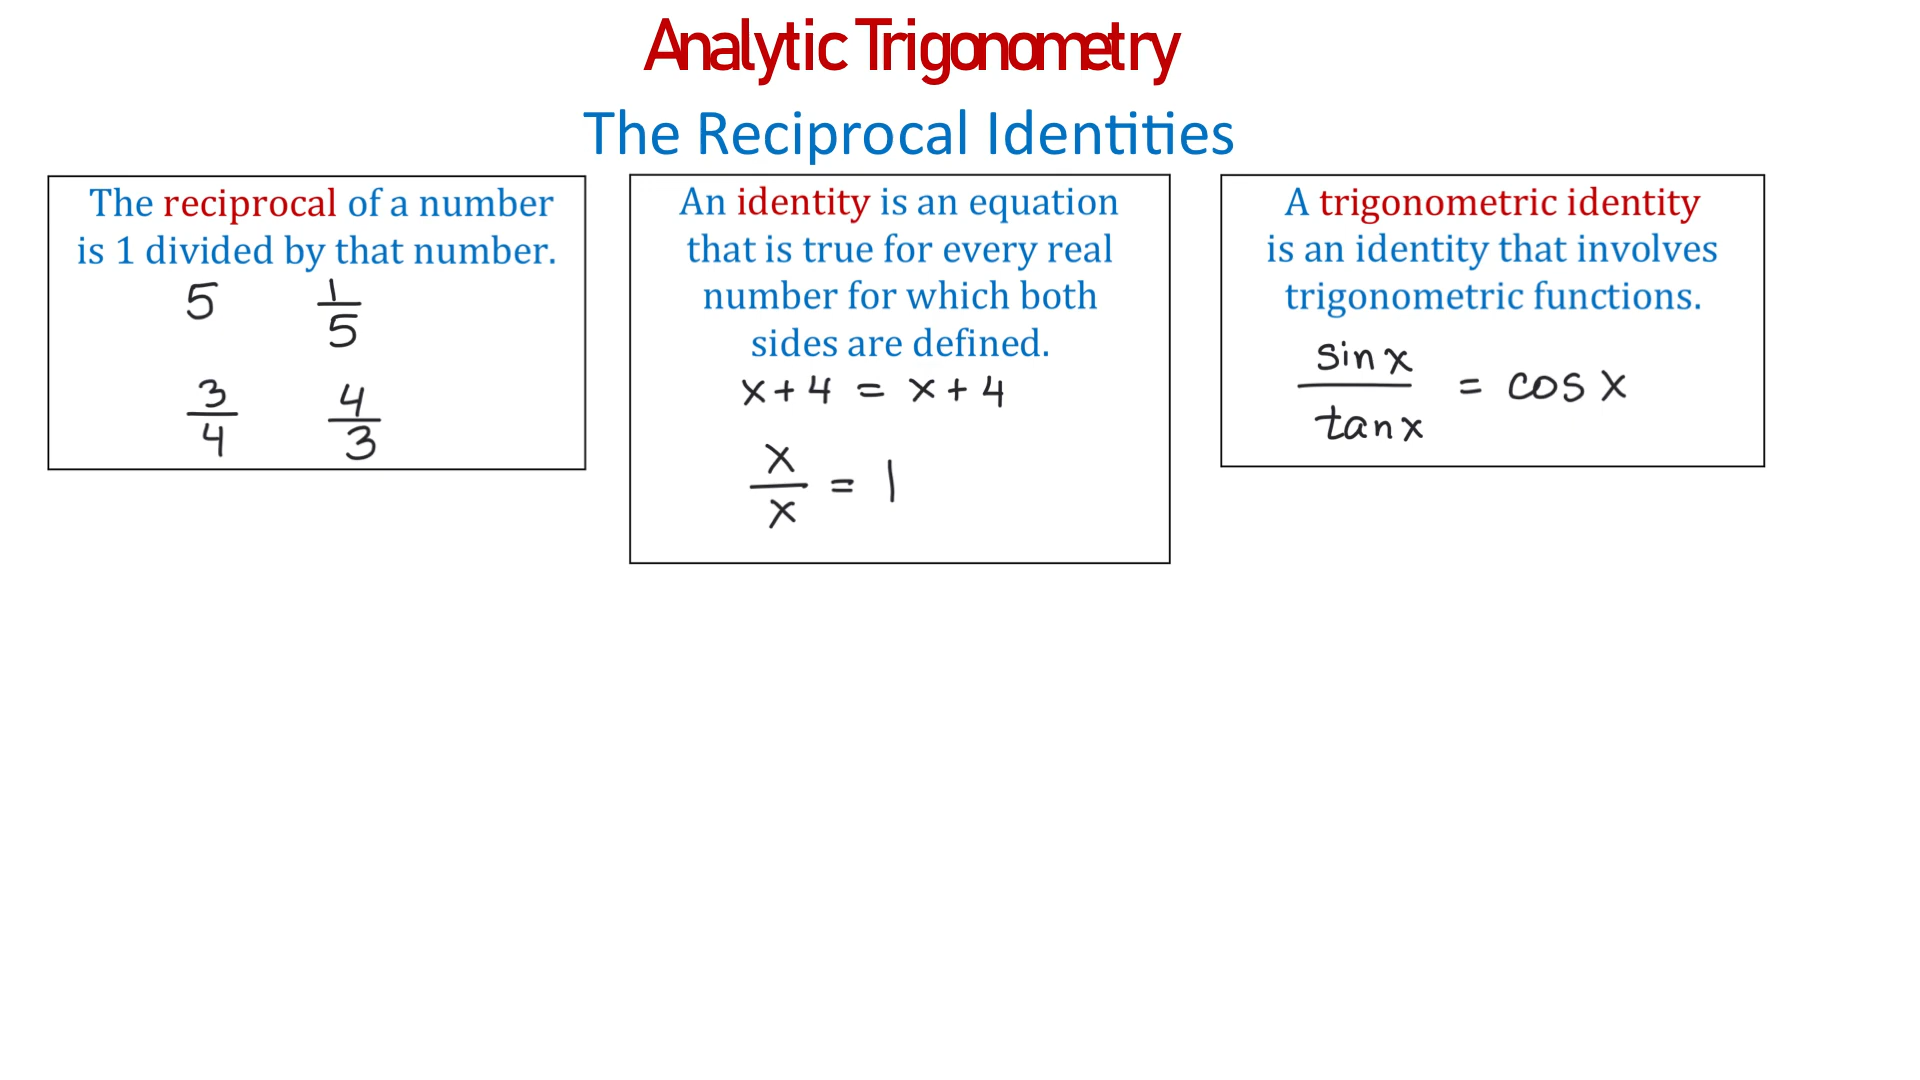 Analytic Trigonometry
The Reciprocal Identities
The reciprocal of a number
is 1 divided by that number.
5 1/5
3/4 4/3
An identity is an equation
that is true for every real
number for which both
sides are defined.
x + 4 = x + 4
x/x = 1
A trigonometric identity
is an identity that involves
trigonometric functions.
sin x / tan x = cos x